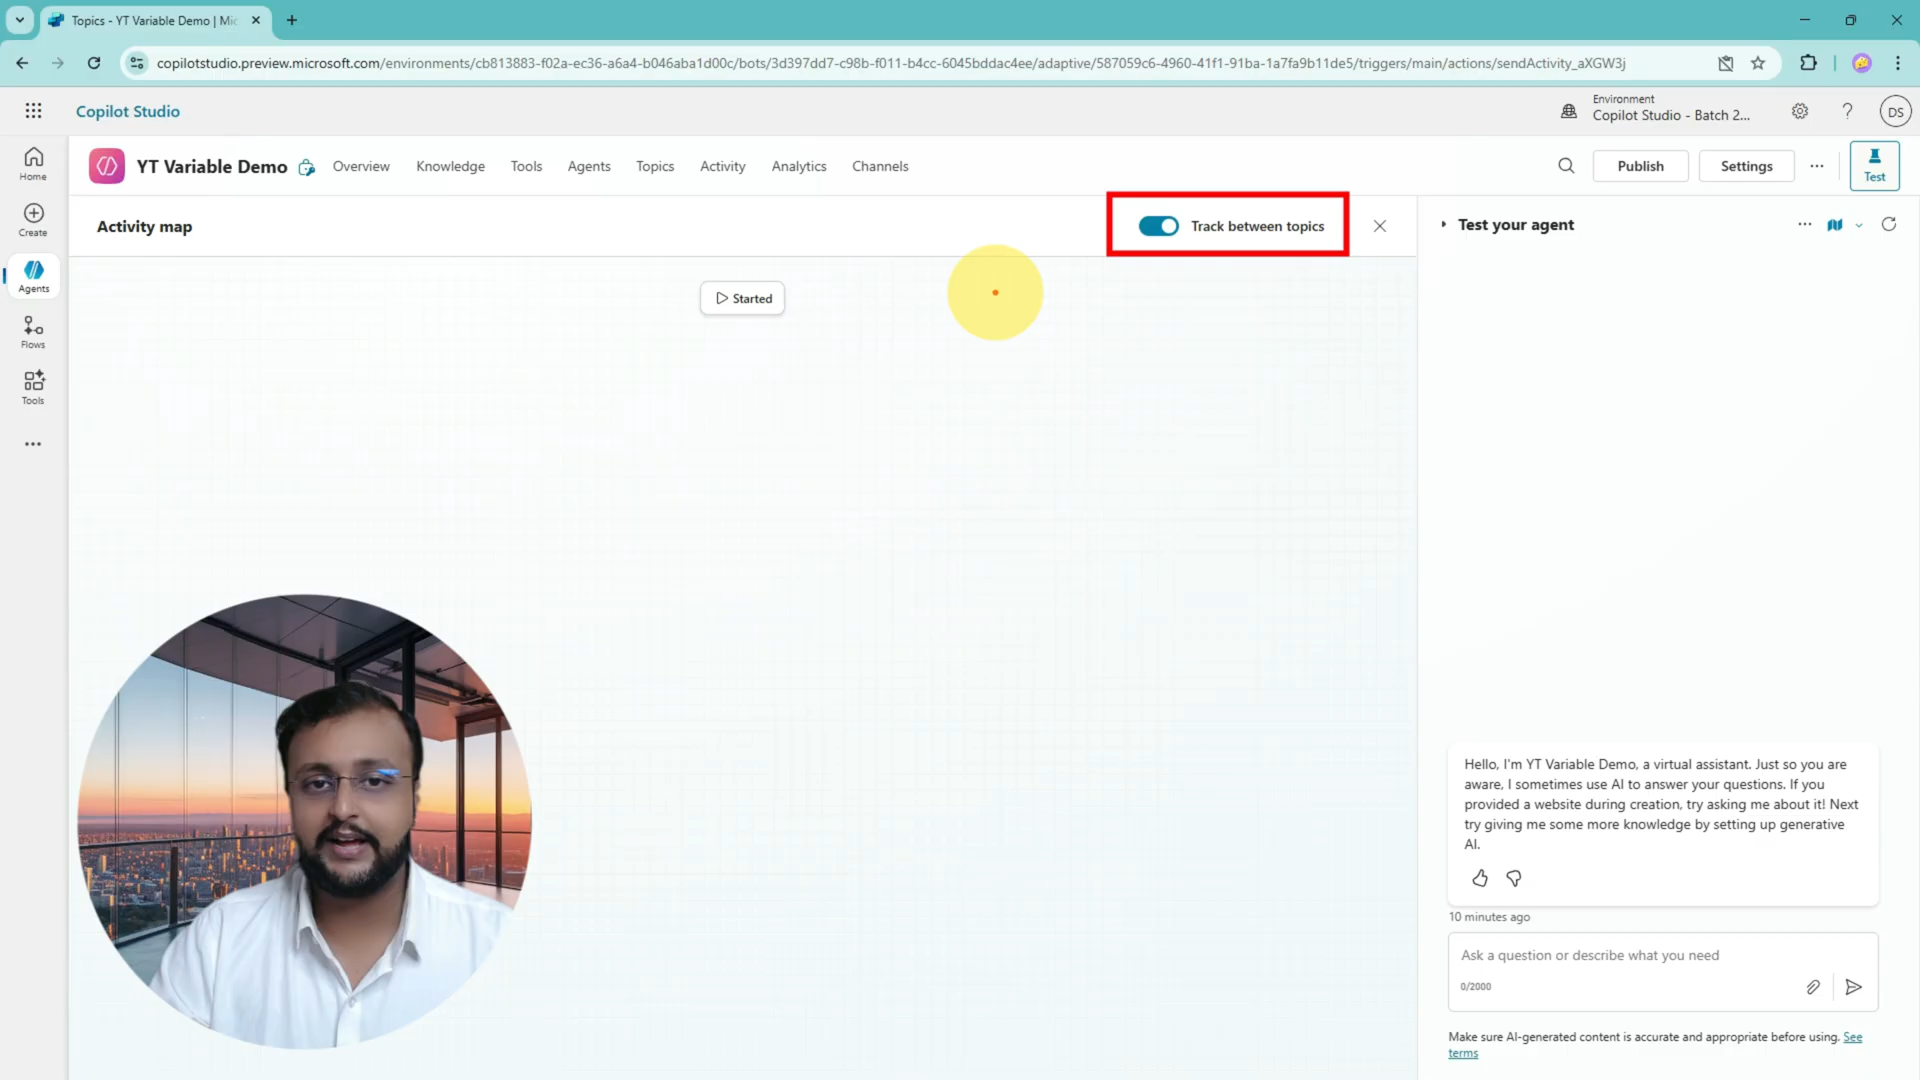 Topics - YT Variable Demo | Mic
copilotstudio.preview.microsoft.com/environments/cb813883-f02a-ec36-a6a4-b046aba1d00c/bots/3d397dd7-c98b-f011-b4cc-6045bddac4ee/adaptive/587059c6-4960-41f1-91ba-1a7fa9b11de5/triggers/main/actions/sendActivity_aXGW3j
Copilot Studio
Environment
Copilot Studio - Batch 2...
DS
Home
Create
Agents
Flows
Tools
YT Variable Demo
Overview
Knowledge
Tools
Agents
Topics
Activity
Analytics
Channels
Publish
Settings
Test
Activity map
Track between topics
Started
Test your agent
Hello, I'm YT Variable Demo, a virtual assistant. Just so you are
aware, I sometimes use AI to answer your questions. If you
provided a website during creation, try asking me about it! Next
try giving me some more knowledge by setting up generative
AI.
10 minutes ago
Ask a question or describe what you need
0/2000
Make sure AI-generated content is accurate and appropriate before using. See
terms